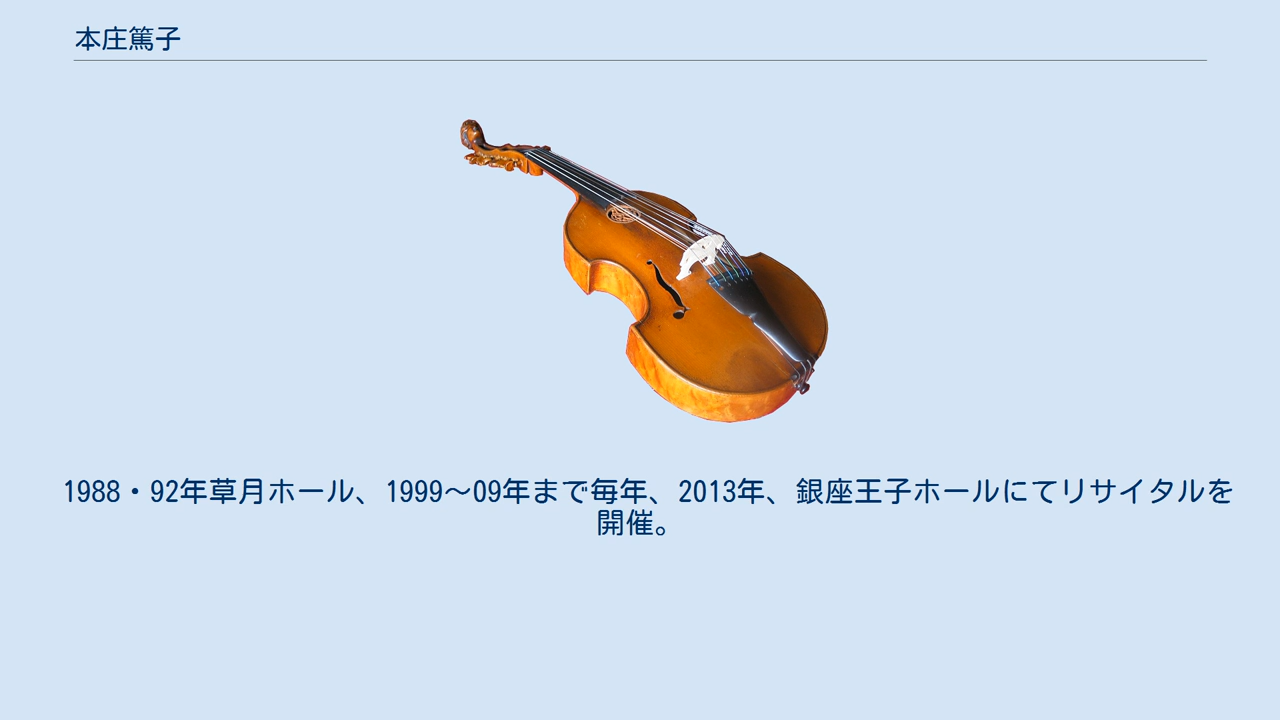 本庄篤子
1988・92年草月ホール、1999～09年まで毎年、2013年、銀座王子ホールにてリサイタルを
開催。